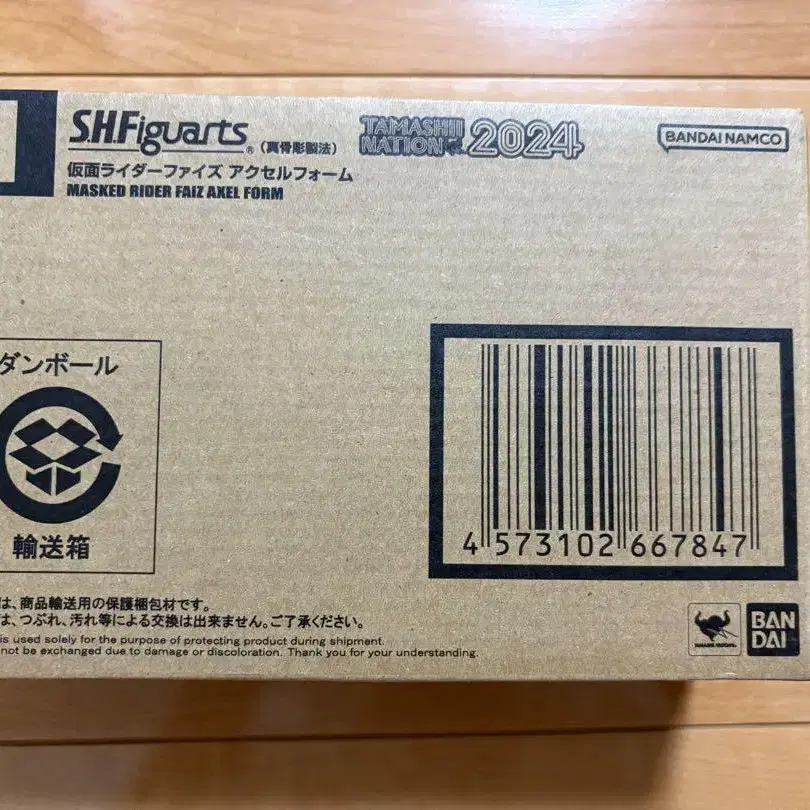 S.H.Figuarts® (真骨彫製法)
TAMASHII NATION 2024
BANDAI NAMCO
仮面ライダーファイズ アクセルフォーム
MASKED RIDER FAIZ AXEL FORM
ダンボール
輸送箱
4 573102 667847
は、商品輸送用の保護梱包材です。
は、つぶれ、汚れ等による交換は出来ません。ご了承ください。
is used solely for the purpose of protecting product during shipment.
not be exchanged due to damage or discoloration. Thank you for your understanding.
TAMASHII NATIONS
BAN
DAI